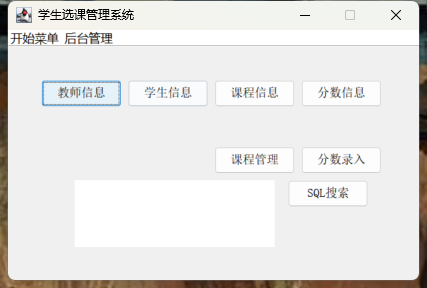 学生选课管理系统
开始菜单 后台管理
教师信息 学生信息 课程信息 分数信息
课程管理 分数录入
SQL搜索